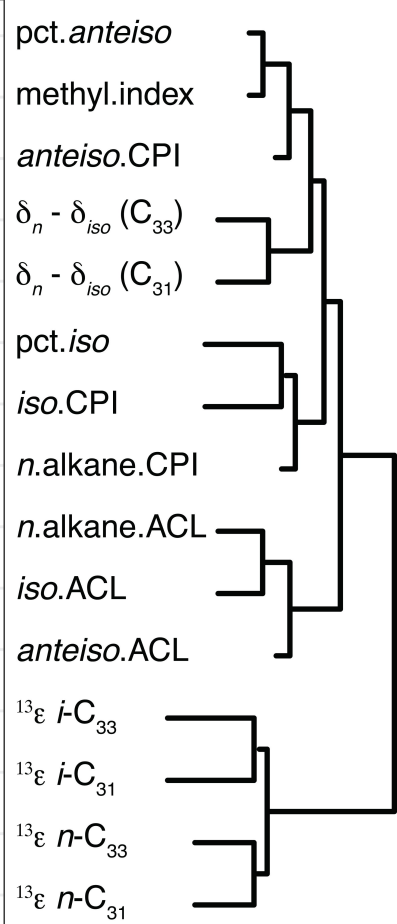 pct.anteiso
methyl.index
anteiso.CPI
δn - δiso (C33)
δn - δiso (C31)
pct.iso
iso.CPI
n.alkane.CPI
n.alkane.ACL
iso.ACL
anteiso.ACL
13ε i-C33
13ε i-C31
13ε n-C33
13ε n-C31